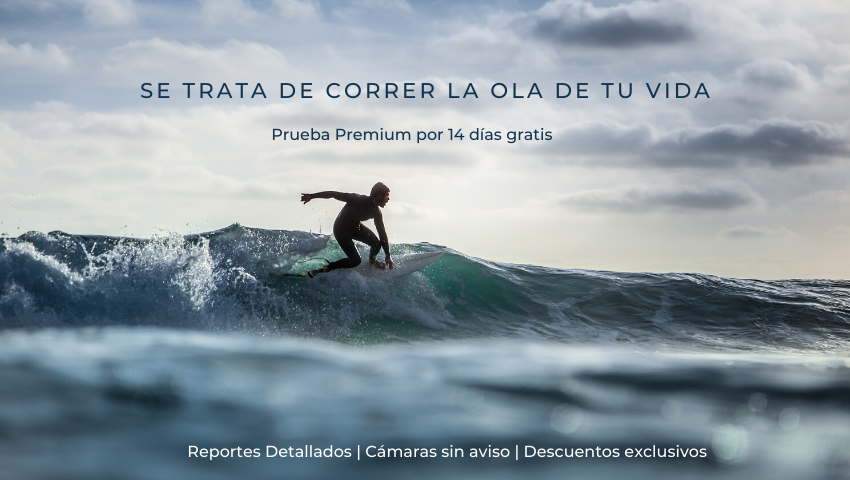 SE TRATA DE CORRER LA OLA DE TU VIDA
Prueba Premium por 14 días gratis
Reportes Detallados | Cámaras sin aviso | Descuentos exclusivos